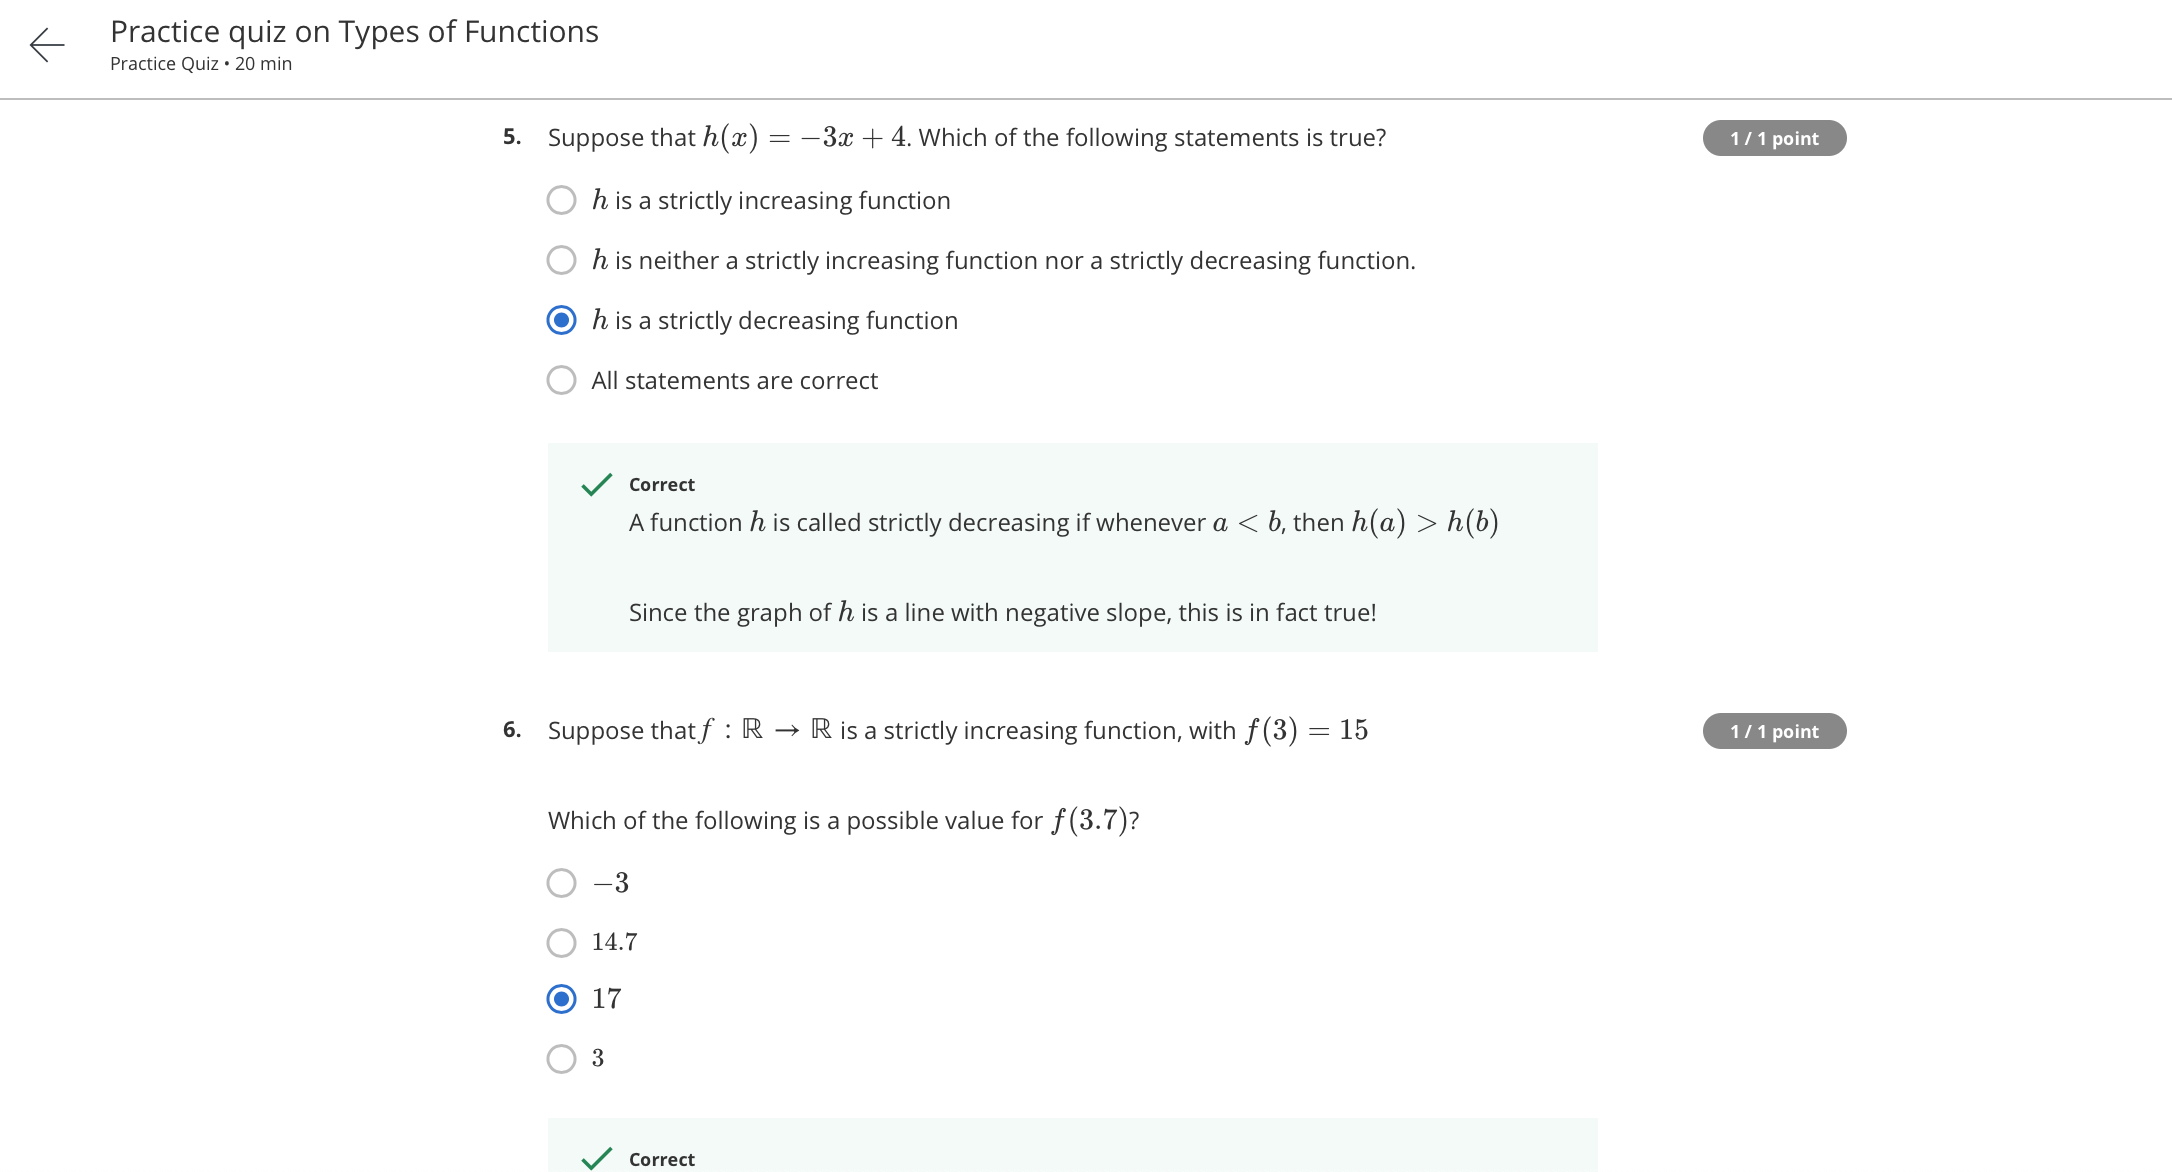 Practice quiz on Types of Functions
Practice Quiz • 20 min
5. Suppose that h(x) = −3x + 4. Which of the following statements is true?
1 / 1 point
h is a strictly increasing function
h is neither a strictly increasing function nor a strictly decreasing function.
h is a strictly decreasing function
All statements are correct
Correct
A function h is called strictly decreasing if whenever a < b, then h(a) > h(b)
Since the graph of h is a line with negative slope, this is in fact true!
6. Suppose that f : ℝ → ℝ is a strictly increasing function, with f(3) = 15
1 / 1 point
Which of the following is a possible value for f(3.7)?
−3
14.7
17
3
Correct